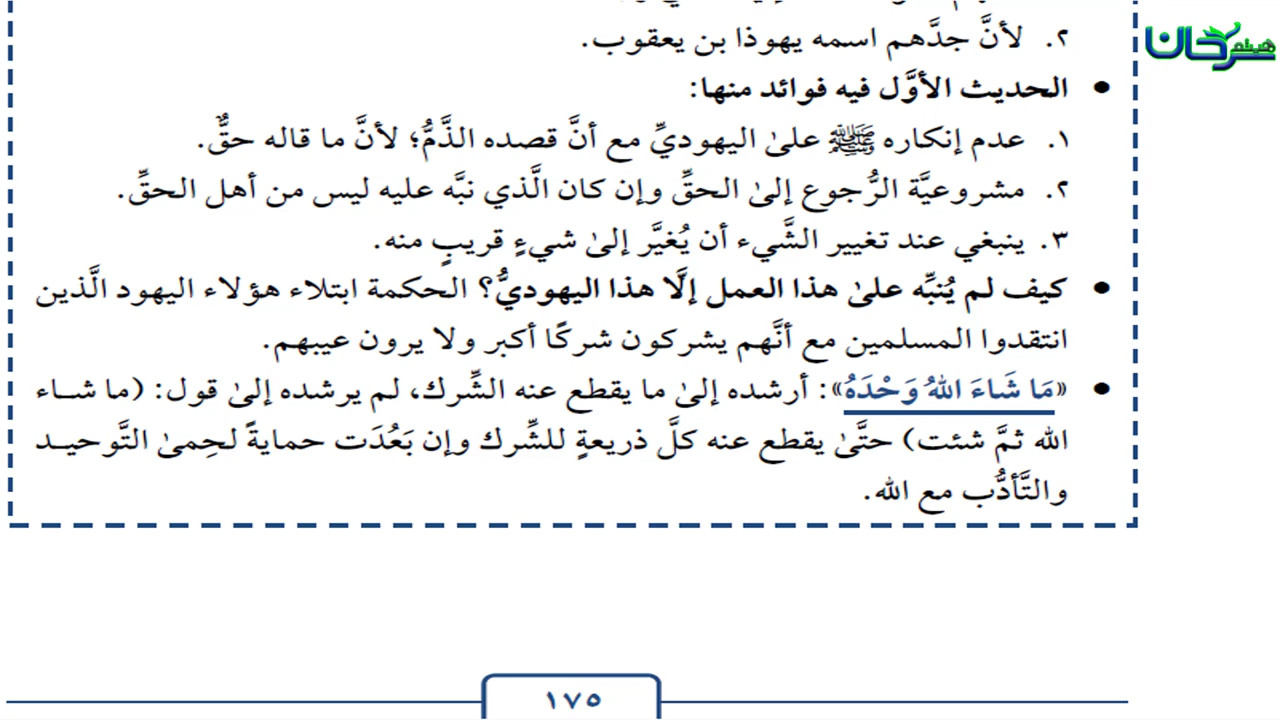 ٢. لأنَّ جدَّهم اسمه يهوذا بن يعقوب.
هيثم سرحان
• الحديث الأوَّل فيه فوائد منها:
١. عدم إنكاره ﷺ علىٰ اليهوديِّ مع أنَّ قصده الذَّمُّ؛ لأنَّ ما قاله حقٌّ.
٢. مشروعيَّة الرُّجوع إلىٰ الحقِّ وإن كان الَّذي نبَّه عليه ليس من أهل الحقِّ.
٣. ينبغي عند تغيير الشَّيء أن يُغيَّر إلىٰ شيءٍ قريبٍ منه.
• كيف لم يُنبِّه علىٰ هذا العمل إلَّا هذا اليهوديُّ؟ الحكمة ابتلاء هؤلاء اليهود الَّذين
انتقدوا المسلمين مع أنَّهم يشركون شركًا أكبر ولا يرون عيبهم.
• «مَا شَاءَ اللهُ وَحْدَهُ»: أرشده إلىٰ ما يقطع عنه الشِّرك، لم يرشده إلىٰ قول: (ما شاء
الله ثمَّ شئت) حتَّىٰ يقطع عنه كلَّ ذريعةٍ للشِّرك وإن بَعُدَت حمايةً لحِمىٰ التَّوحيد
والتَّأدُّب مع الله.
١٧٥